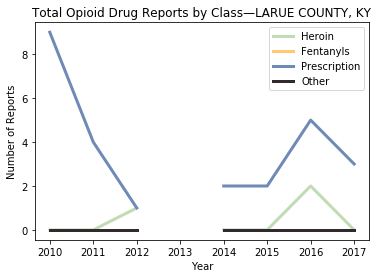 Total Opioid Drug Reports by Class—LARUE COUNTY, KY
Heroin
Fentanyls
Prescription
Other
Number of Reports
8
6
4
2
0
2010 2011 2012 2013 2014 2015 2016 2017
Year